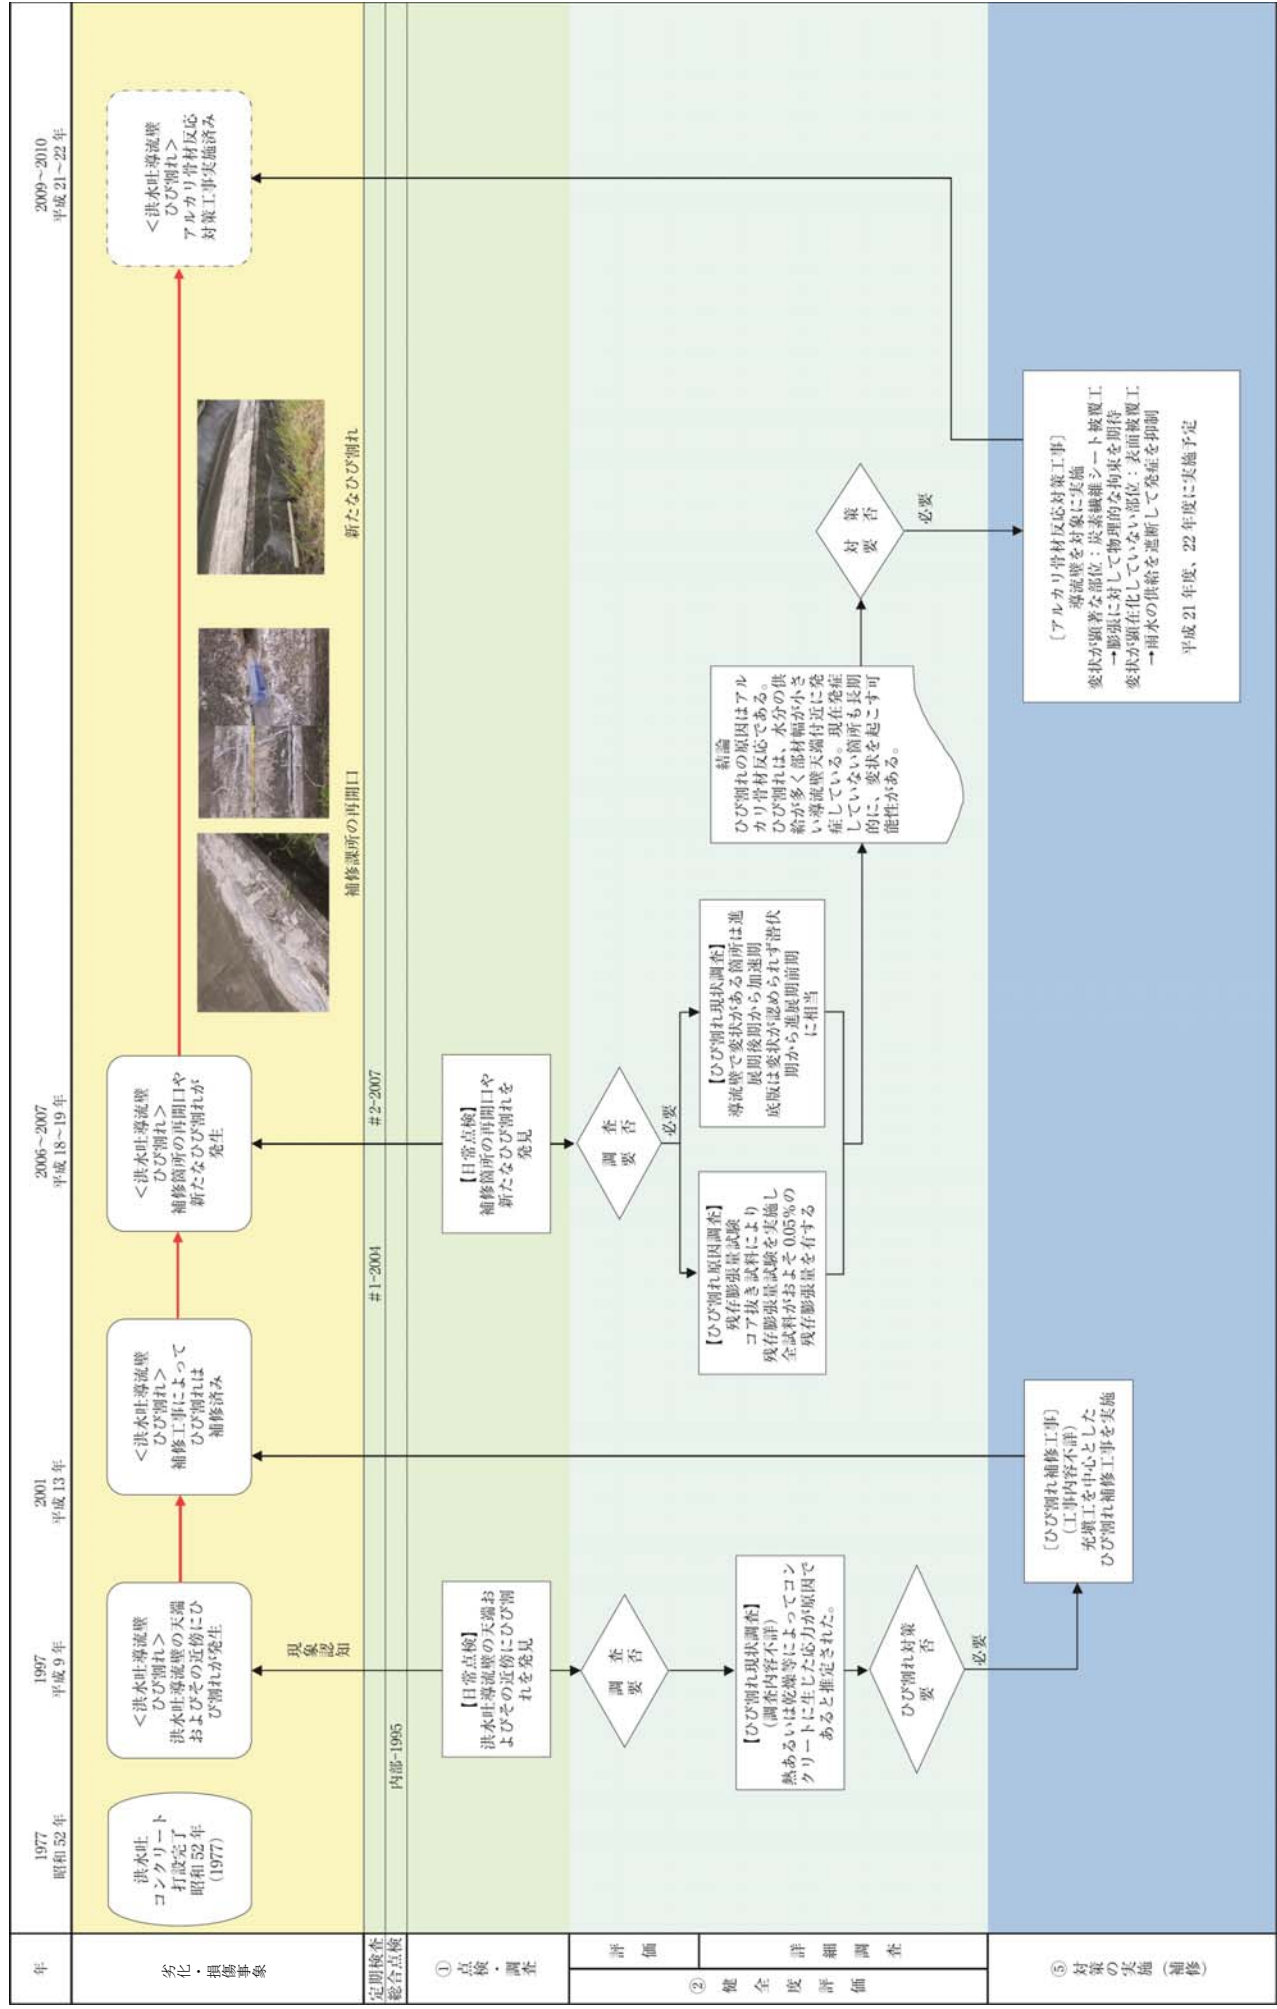 年
1977
昭和 52 年
1997
平成 9 年
2001
平成 13 年
2006～2007
平成 18～19 年
2009～2010
平成 21～22 年
劣化・損傷事象
洪水吐
コンクリート
打設完了
昭和 52 年
(1977)
＜洪水吐導流壁
ひび割れ＞
洪水吐導流壁の天端
およびその近傍にひ
び割れが発生
＜洪水吐導流壁
ひび割れ＞
補修工事によって
ひび割れは
補修済み
＜洪水吐導流壁
ひび割れ＞
補修箇所の再開口や
新たなひび割れが
発生
＜洪水吐導流壁
ひび割れ＞
アルカリ骨材反応
対策工事実施済み
現象
認知
補修課所の再開口
新たなひび割れ
定期検査
＃1-2004
＃2-2007
総合点検
内部-1995
① 点検・調査
【日常点検】
洪水吐導流壁の天端お
よびその近傍にひび割
れを発見
【日常点検】
補修箇所の再開口や
新たなひび割れを
発見
② 健全度評価
評価
調査
要否
調査
要否
必要
詳細調査
【ひび割れ現状調査】
（調査内容不詳）
熱あるいは乾燥等によってコン
クリートに生じた応力が原因で
あると推定された。
ひび割れ対策
要否
必要
【ひび割れ原因調査】
残存膨張量試験
コア抜き試料により
残存膨張量試験を実施し
全試料がおよそ 0.05%の
残存膨張量を有する
【ひび割れ現状調査】
導流壁で変状がある箇所は進
展期後期から加速期
底版は変状が認められず潜伏
期から進展期前期
に相当
結論
ひび割れの原因はアル
カリ骨材反応である。
ひび割れは、水分の供
給が多く部材幅が小さ
い導流壁天端付近に発
症している。現在発症
していない箇所も長期
的に、変状を起こす可
能性がある。
対策
要否
必要
⑤ 対策の実施（補修）
〔ひび割れ補修工事〕
（工事内容不詳）
充填工を中心とした
ひび割れ補修工事を実施
〔アルカリ骨材反応対策工事〕
導流壁を対象に実施
変状が顕著な部位：炭素繊維シート被覆工
→膨張に対して物理的な拘束を期待
変状が顕在化していない部位：表面被覆工
→雨水の供給を遮断して発症を抑制
平成 21 年度、22 年度に実施予定